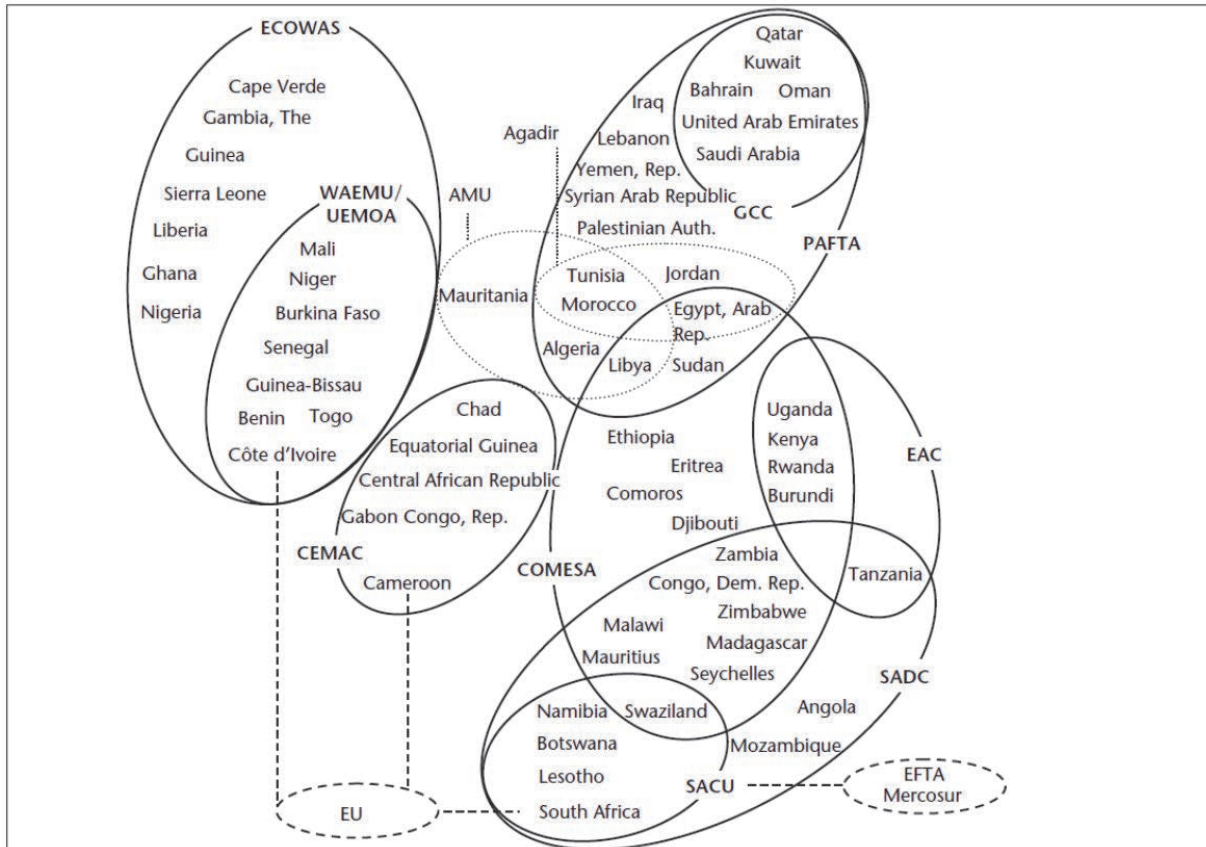 ECOWAS
Cape Verde
Gambia, The
Guinea
Sierra Leone
Liberia
Ghana
Nigeria
WAEMU/
UEMOA
Mali
Niger
Burkina Faso
Senegal
Guinea-Bissau
Benin Togo
Côte d’Ivoire
AMU
Mauritania
Agadir
Qatar
Kuwait
Bahrain Oman
United Arab Emirates
Saudi Arabia
GCC
Iraq
Lebanon
Yemen, Rep.
Syrian Arab Republic
Palestinian Auth.
PAFTA
Tunisia
Morocco
Jordan
Egypt, Arab
Rep.
Algeria
Libya
Sudan
Chad
Equatorial Guinea
Central African Republic
Gabon Congo, Rep.
CEMAC
Cameroon
COMESA
Ethiopia
Eritrea
Comoros
Djibouti
Uganda
Kenya
Rwanda
Burundi
EAC
Tanzania
Zambia
Congo, Dem. Rep.
Zimbabwe
Malawi
Madagascar
Mauritius
Seychelles
SADC
Angola
Mozambique
Namibia Swaziland
Botswana
Lesotho
South Africa
SACU
EU
EFTA
Mercosur